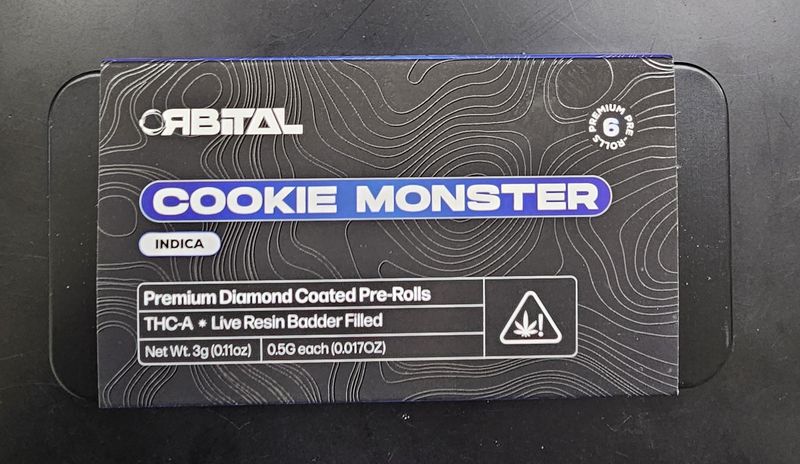 ORBITAL
PREMIUM PRE-ROLLS
6
COOKIE MONSTER
INDICA
Premium Diamond Coated Pre-Rolls
THC-A * Live Resin Badder Filled
Net Wt. 3g (0.11oz) 0.5G each (0.017OZ)
!